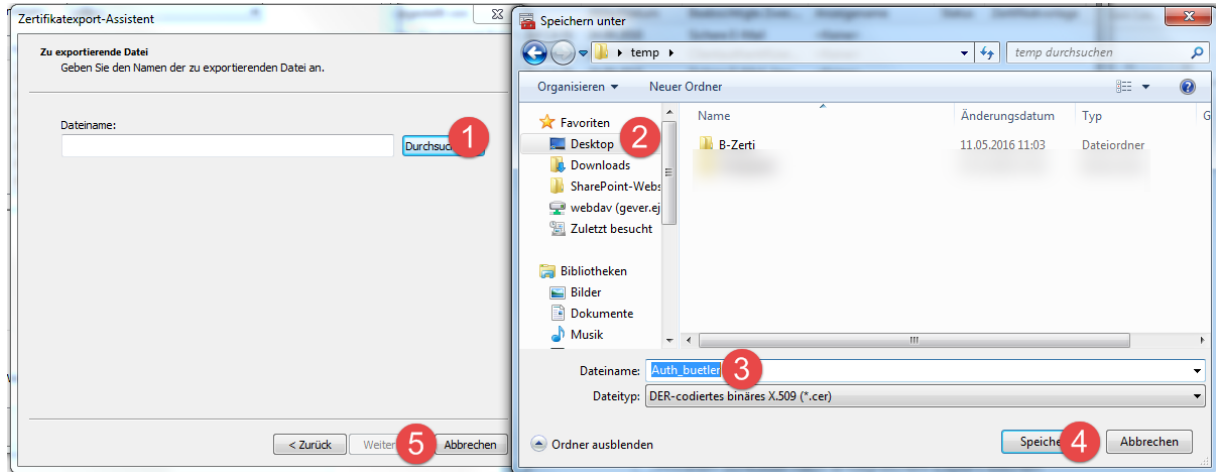 Zertifikatexport-Assistent
Zu exportierende Datei
Geben Sie den Namen der zu exportierenden Datei an.
Dateiname:
1
< Zurück
Weiter
5
Abbrechen
Speichern unter
temp
temp durchsuchen
Organisieren
Neuer Ordner
Name
Änderungsdatum
Typ
G
Favoriten
Desktop
2
Downloads
SharePoint-Webs
webdav (gever.ej
Zuletzt besucht
Bibliotheken
Bilder
Dokumente
Musik
B-Zerti
11.05.2016 11:03
Dateiordner
Dateiname:
Auth_buetler
3
Dateityp:
DER-codiertes binäres X.509 (*.cer)
Ordner ausblenden
4
Abbrechen